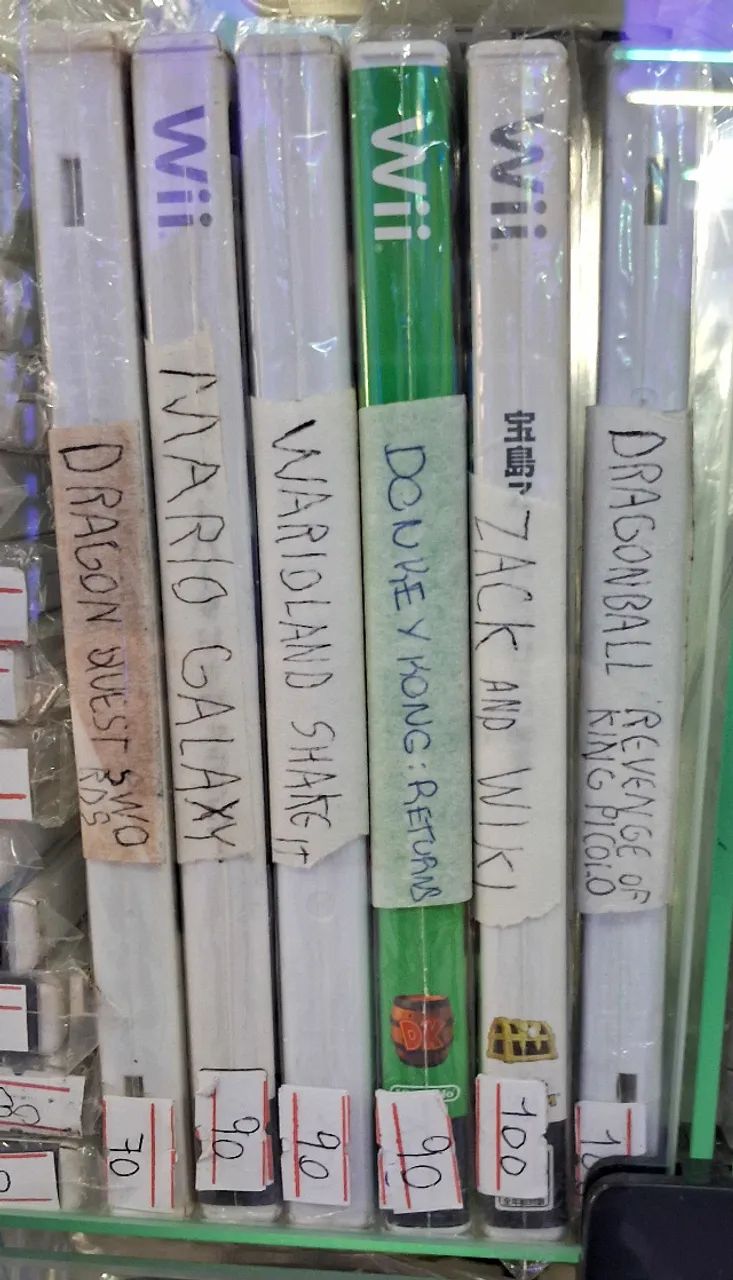 DRAGON QUEST SWO
RDS
70
Wii
MARIO GALAXY
90
WARIOLAND SHAKE IT
90
Wii
DONKEY KONG: RETURNS
DK
Nintendo
90
Wii
宝島
ZACK AND WIKI
100
DRAGONBALL REVENGE OF
KING PICOLO